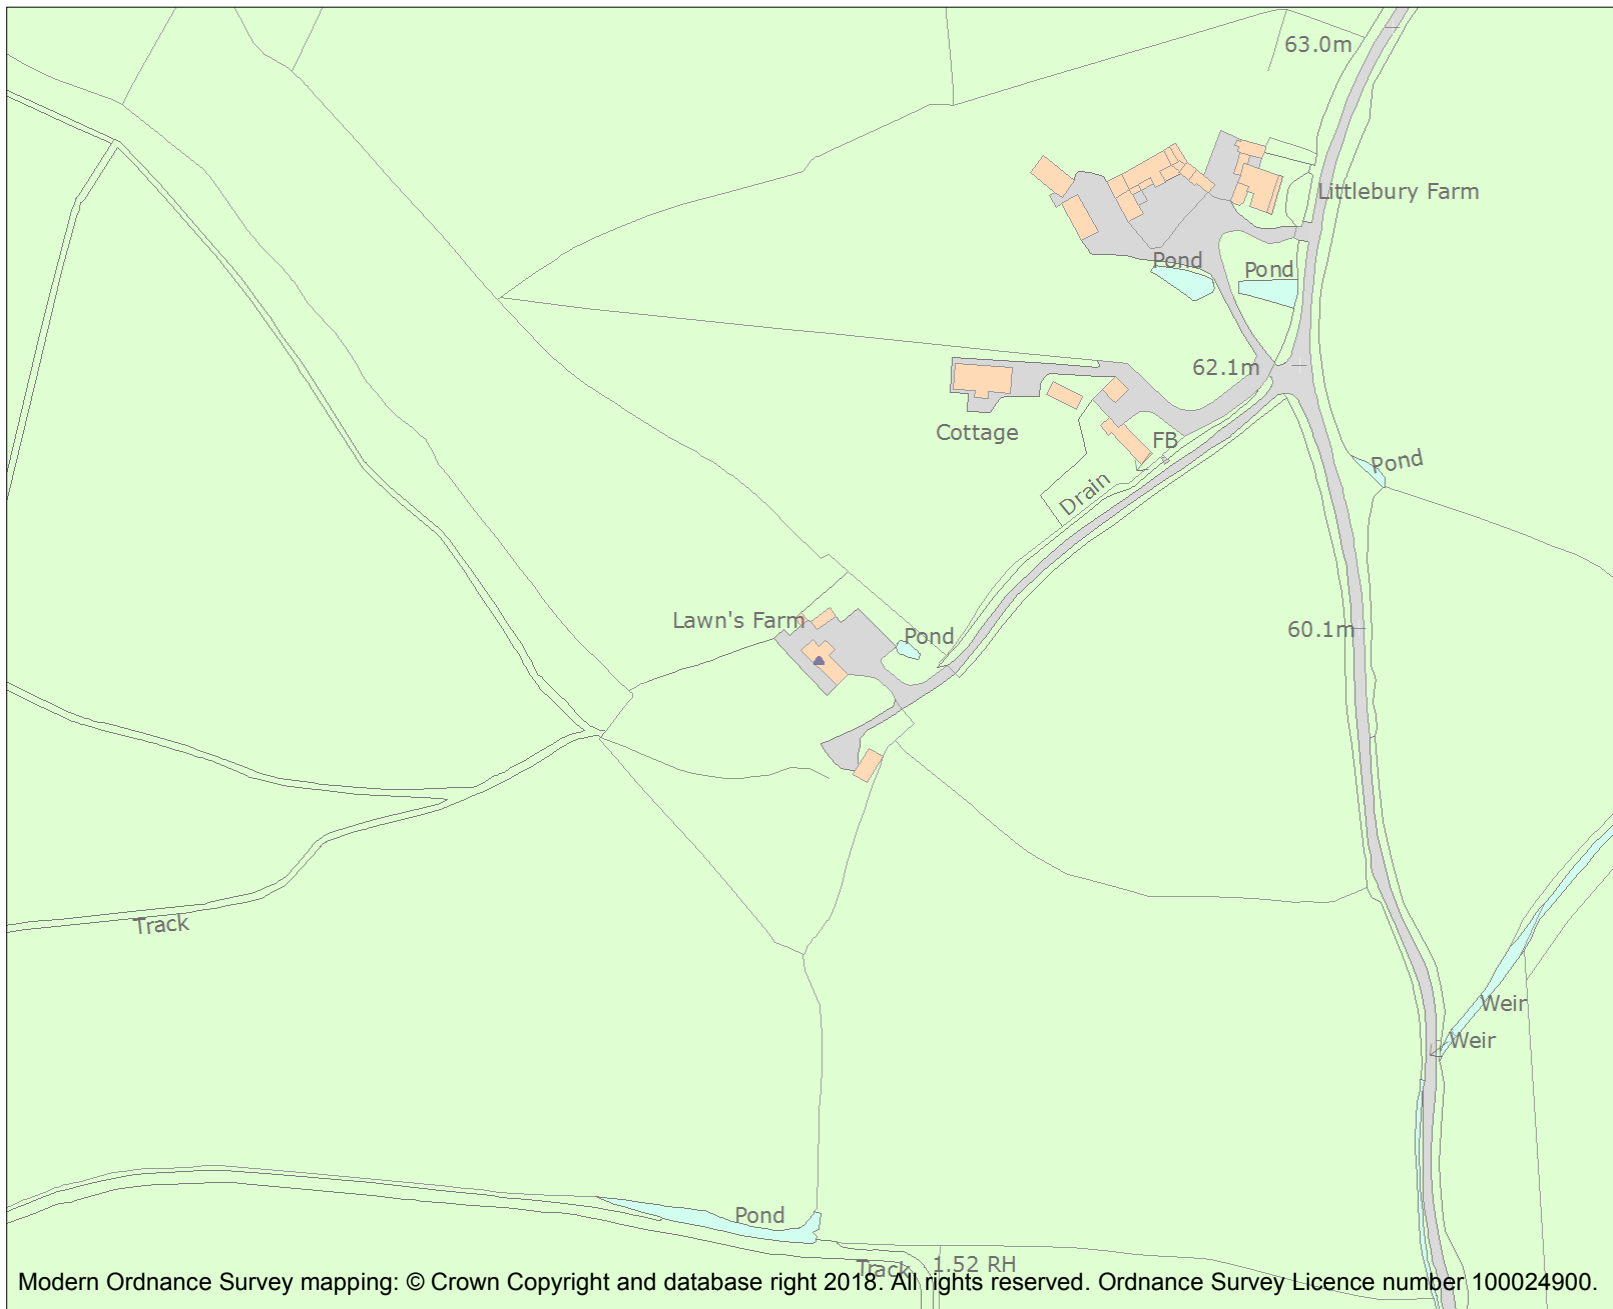 63.0m
Littlebury Farm
Pond
Pond
62.1m
Cottage
FB
Pond
Drain
Lawn's Farm
Pond
60.1m
Track
Weir
Weir
Pond
Track
1.52 RH
Modern Ordnance Survey mapping: © Crown Copyright and database right 2018. All rights reserved. Ordnance Survey Licence number 100024900.